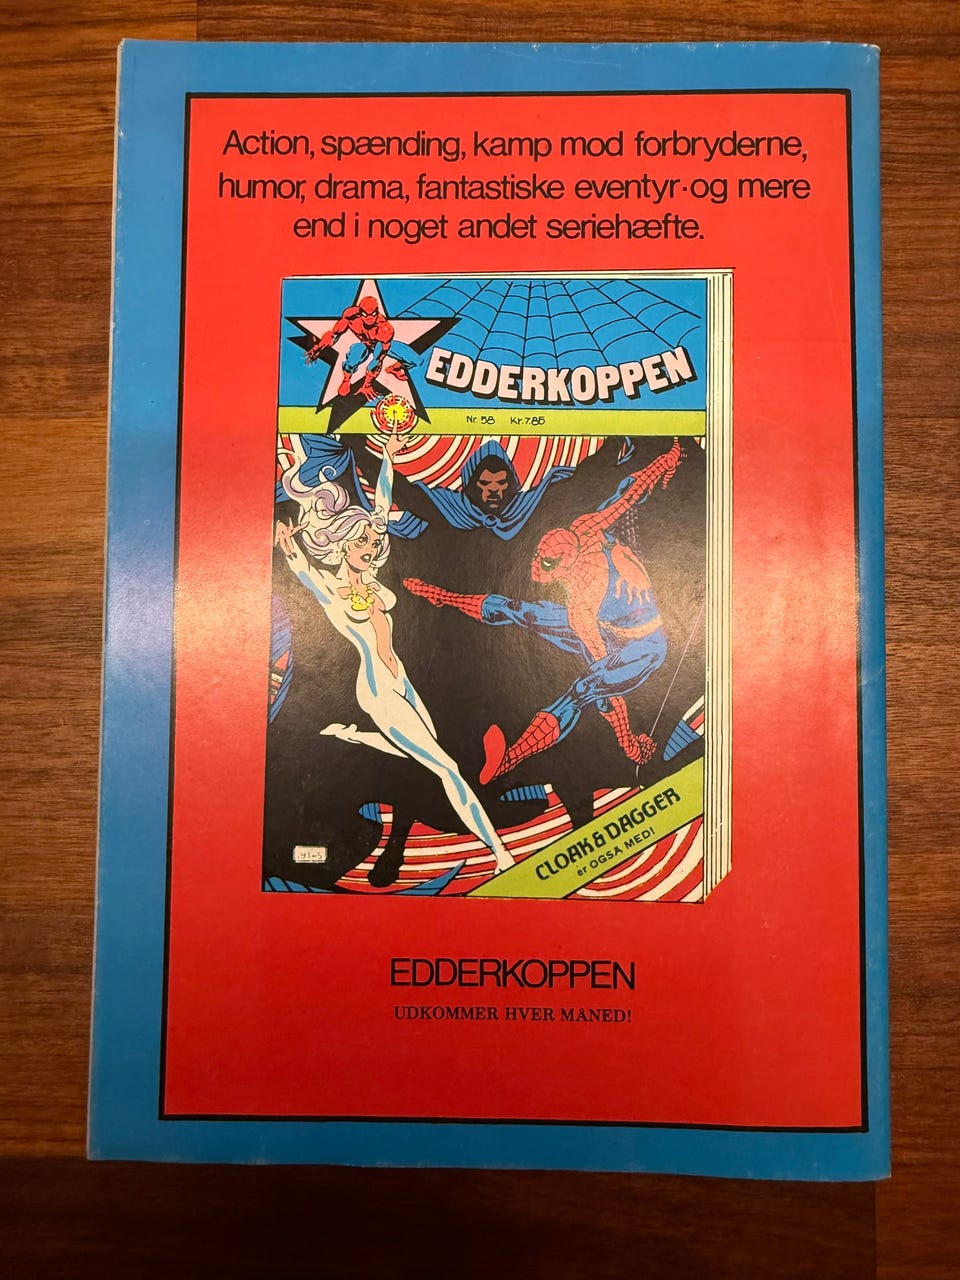 Action, spænding, kamp mod forbryderne,
humor, drama, fantastiske eventyr·og mere
end i noget andet seriehæfte.
EDDERKOPPEN
Nr. 58 Kr. 7.85
CLOAK & DAGGER
er OGSA MED!
EDDERKOPPEN
UDKOMMER HVER MÅNED!